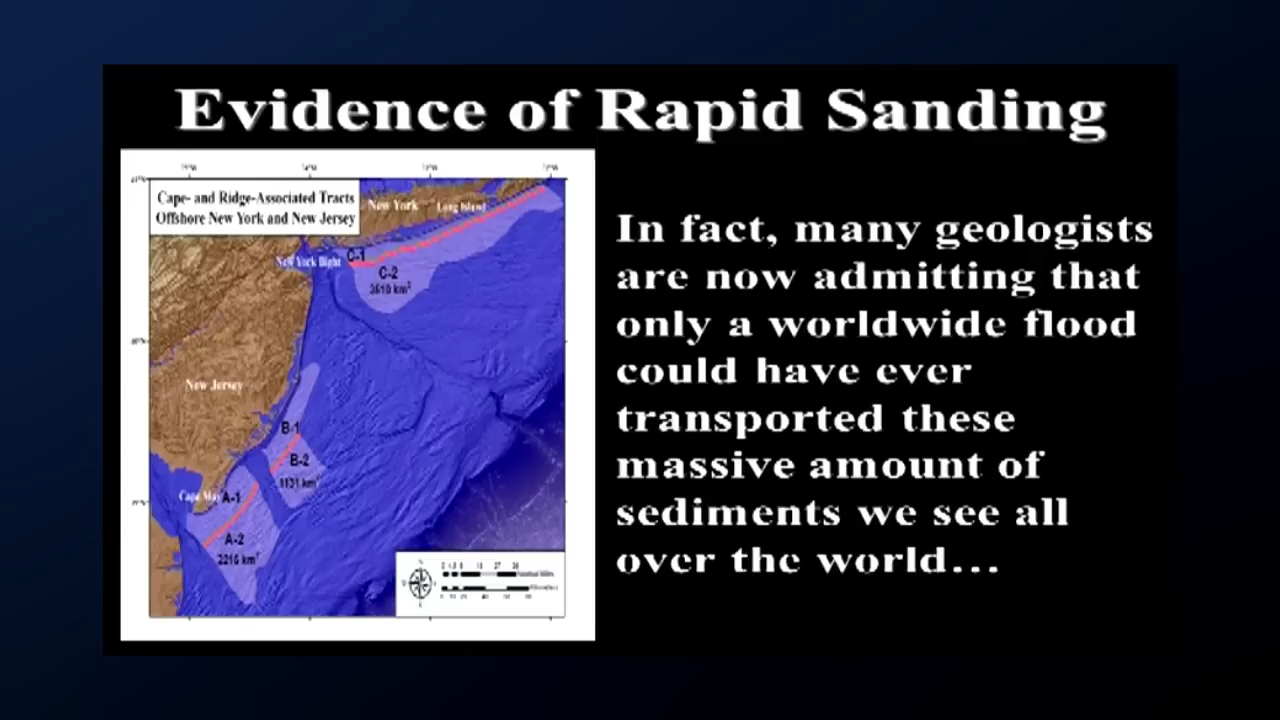 Evidence of Rapid Sanding
Cape- and Ridge-Associated Tracts
Offshore New York and New Jersey
New York
Long Island
New York Bight
C-1
C-2
3610 km²
New Jersey
B-1
B-2
1131 km²
Cape May
A-1
A-2
2215 km²
In fact, many geologists
are now admitting that
only a worldwide flood
could have ever
transported these
massive amount of
sediments we see all
over the world...